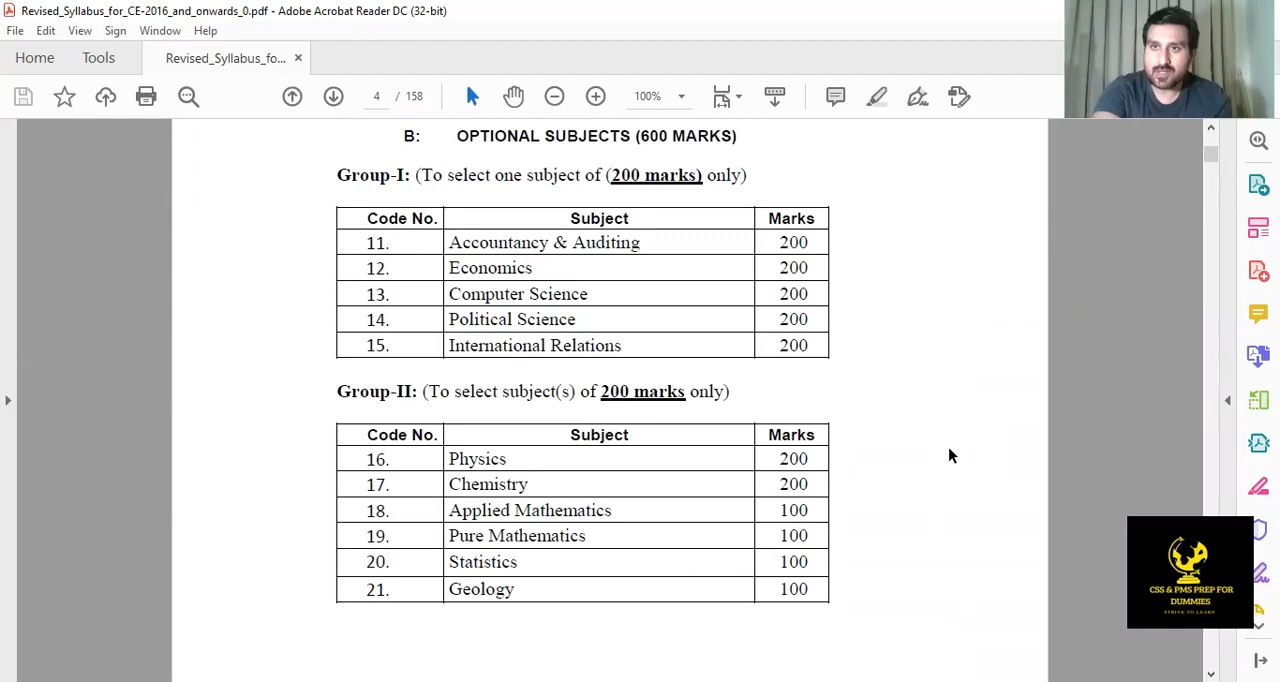 Revised_Syllabus_for_CE-2016_and_onwards_0.pdf - Adobe Acrobat Reader DC (32-bit)
File Edit View Sign Window Help
Home Tools Revised_Syllabus_fo... ×
4 / 158 100%
B: OPTIONAL SUBJECTS (600 MARKS)
Group-I: (To select one subject of (200 marks) only)
Code No. Subject Marks
11. Accountancy & Auditing 200
12. Economics 200
13. Computer Science 200
14. Political Science 200
15. International Relations 200
Group-II: (To select subject(s) of 200 marks only)
Code No. Subject Marks
16. Physics 200
17. Chemistry 200
18. Applied Mathematics 100
19. Pure Mathematics 100
20. Statistics 100
21. Geology 100
CSS & PMS PREP FOR
DUMMIES
STRIVE TO LEARN